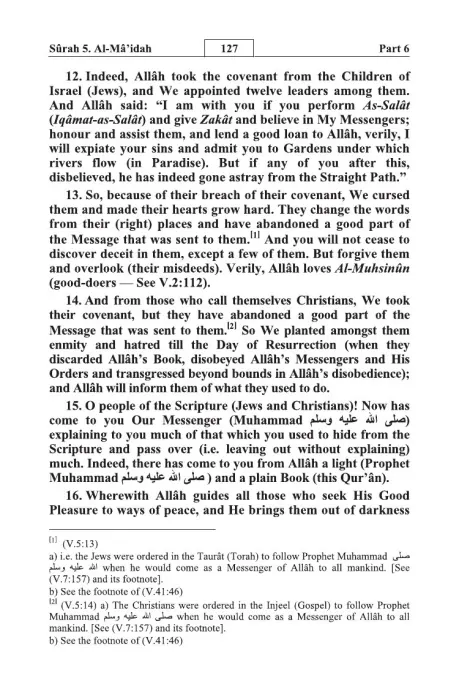 Sûrah 5. Al-Mâ’idah 127 Part 6
12. Indeed, Allâh took the covenant from the Children of
Israel (Jews), and We appointed twelve leaders among them.
And Allâh said: “I am with you if you perform As-Salât
(Iqâmat-as-Salât) and give Zakât and believe in My Messengers;
honour and assist them, and lend a good loan to Allâh, verily, I
will expiate your sins and admit you to Gardens under which
rivers flow (in Paradise). But if any of you after this,
disbelieved, he has indeed gone astray from the Straight Path.”
13. So, because of their breach of their covenant, We cursed
them and made their hearts grow hard. They change the words
from their (right) places and have abandoned a good part of
the Message that was sent to them.[1] And you will not cease to
discover deceit in them, except a few of them. But forgive them
and overlook (their misdeeds). Verily, Allâh loves Al-Muhsinûn
(good-doers — See V.2:112).
14. And from those who call themselves Christians, We took
their covenant, but they have abandoned a good part of the
Message that was sent to them.[2] So We planted amongst them
enmity and hatred till the Day of Resurrection (when they
discarded Allâh’s Book, disobeyed Allâh’s Messengers and His
Orders and transgressed beyond bounds in Allâh’s disobedience);
and Allâh will inform them of what they used to do.
15. O people of the Scripture (Jews and Christians)! Now has
come to you Our Messenger (Muhammad صلى الله عليه وسلم)
explaining to you much of that which you used to hide from the
Scripture and pass over (i.e. leaving out without explaining)
much. Indeed, there has come to you from Allâh a light (Prophet
Muhammad صلى الله عليه وسلم ) and a plain Book (this Qur’ân).
16. Wherewith Allâh guides all those who seek His Good
Pleasure to ways of peace, and He brings them out of darkness
[1] (V.5:13)
a) i.e. the Jews were ordered in the Taurât (Torah) to follow Prophet Muhammad صلى
الله عليه وسلم when he would come as a Messenger of Allâh to all mankind. [See
(V.7:157) and its footnote].
b) See the footnote of (V.41:46)
[2] (V.5:14) a) The Christians were ordered in the Injeel (Gospel) to follow Prophet
Muhammad صلى الله عليه وسلم when he would come as a Messenger of Allâh to all
mankind. [See (V.7:157) and its footnote].
b) See the footnote of (V.41:46)